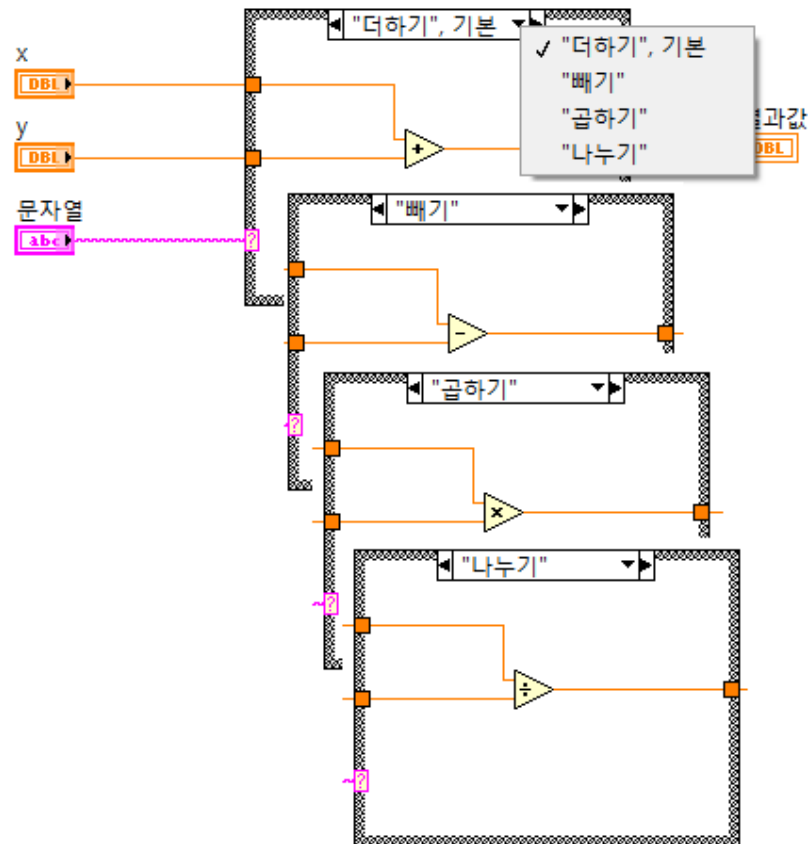 "더하기", 기본
"더하기", 기본
"빼기"
"곱하기"
"나누기"
x
DBL
y
DBL
결과값
DBL
문자열
abc
?
+
"빼기"
-
?
"곱하기"
×
?
"나누기"
÷
?